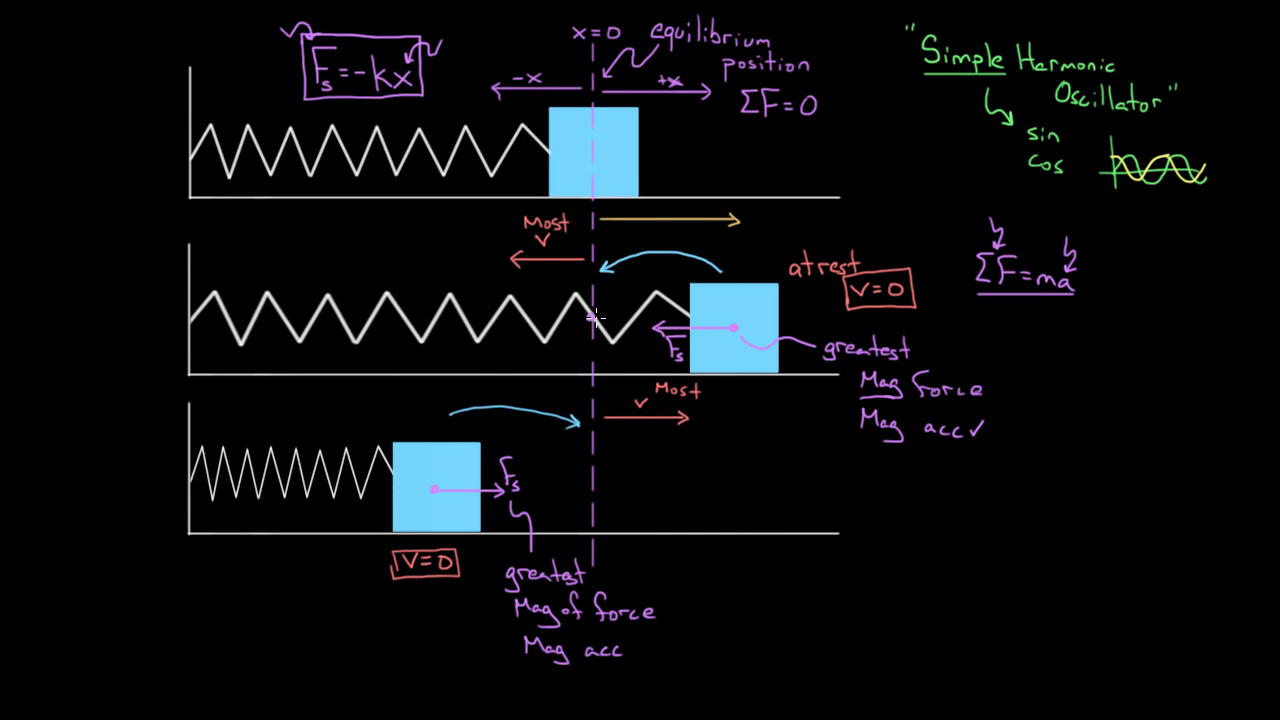 Fs = -kx
x=0
equilibrium
position
-x
+x
ΣF=0
"Simple Harmonic
Oscillator"
sin
cos
Most
v
at rest
v=0
ΣF=ma
Fs
greatest
Mag force
Mag acc ✓
v Most
Fs
v=0
greatest
Mag of force
Mag acc